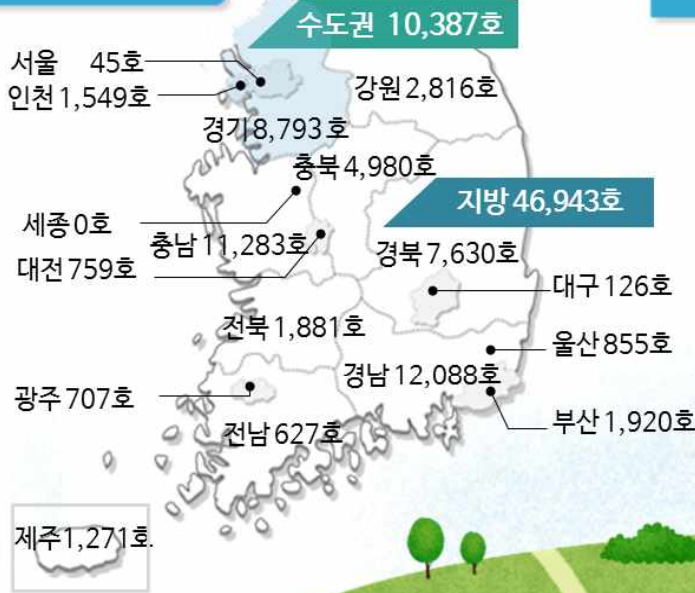 수도권 10,387호
서울 45호
인천 1,549호
강원 2,816호
경기 8,793호
충북 4,980호
지방 46,943호
세종 0호
충남 11,283호
경북 7,630호
대전 759호
대구 126호
전북 1,881호
울산 855호
경남 12,088호
광주 707호
부산 1,920호
전남 627호
제주 1,271호